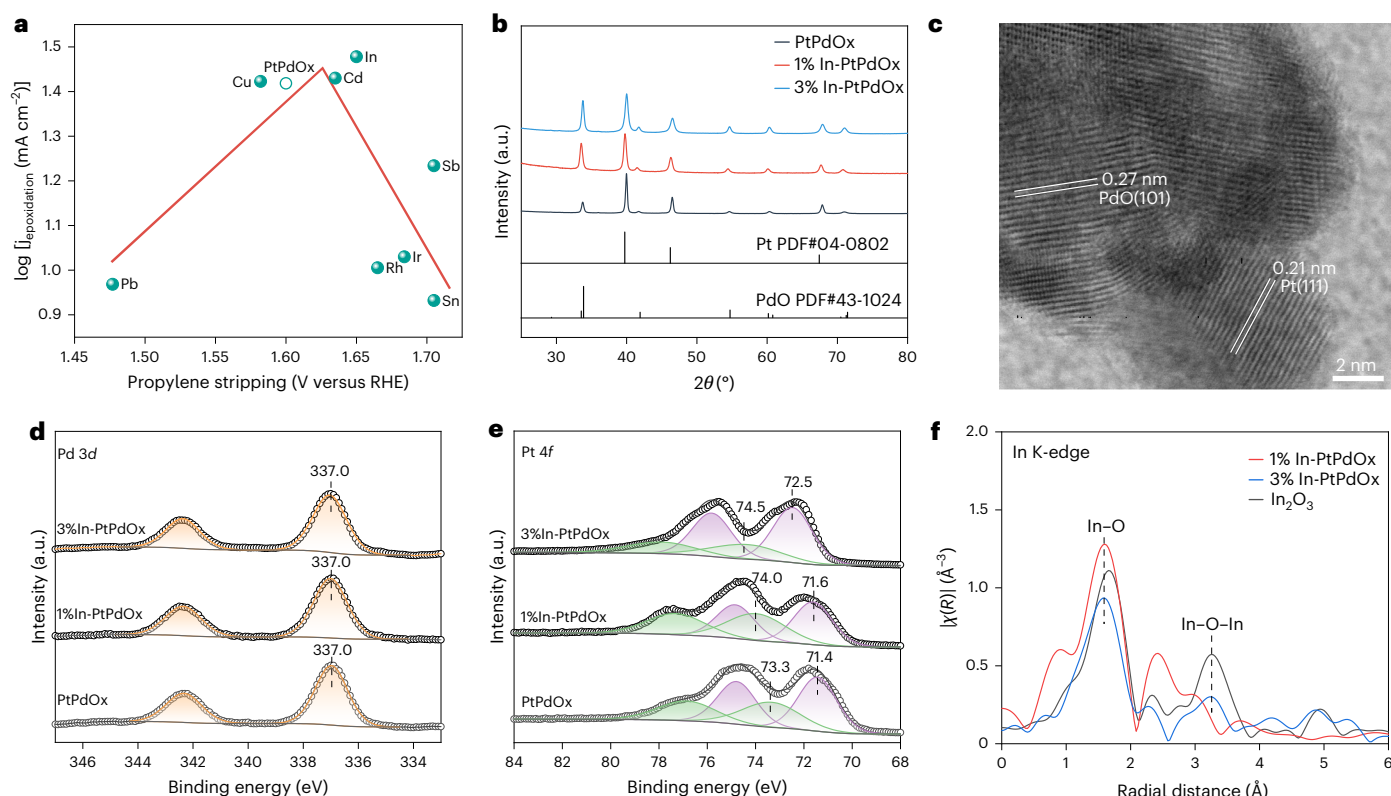 a
log [j_epoxidation (mA cm⁻²)]
1.5
1.4
1.3
1.2
1.1
1.0
0.9
In
PtPdOx
Cu
Cd
Sb
Ir
Rh
Pb
Sn
1.45
1.50
1.55
1.60
1.65
1.70
Propylene stripping (V versus RHE)
b
Intensity (a.u.)
PtPdOx
1% In-PtPdOx
3% In-PtPdOx
Pt PDF#04-0802
PdO PDF#43-1024
30
40
50
60
70
80
2θ (°)
c
0.27 nm
PdO(101)
0.21 nm
Pt(111)
2 nm
d
Pd 3d
Intensity (a.u.)
337.0
3%In-PtPdOx
337.0
1%In-PtPdOx
337.0
PtPdOx
346
344
342
340
338
336
334
Binding energy (eV)
e
Pt 4f
Intensity (a.u.)
72.5
74.5
3%In-PtPdOx
74.0
71.6
1%In-PtPdOx
73.3
71.4
PtPdOx
84
82
80
78
76
74
72
70
68
Binding energy (eV)
f
In K-edge
|χ(R)| (Å⁻³)
2.0
1.5
1.0
0.5
0
1% In-PtPdOx
3% In-PtPdOx
In₂O₃
In–O
In–O–In
0
1
2
3
4
5
6
Radial distance (Å)